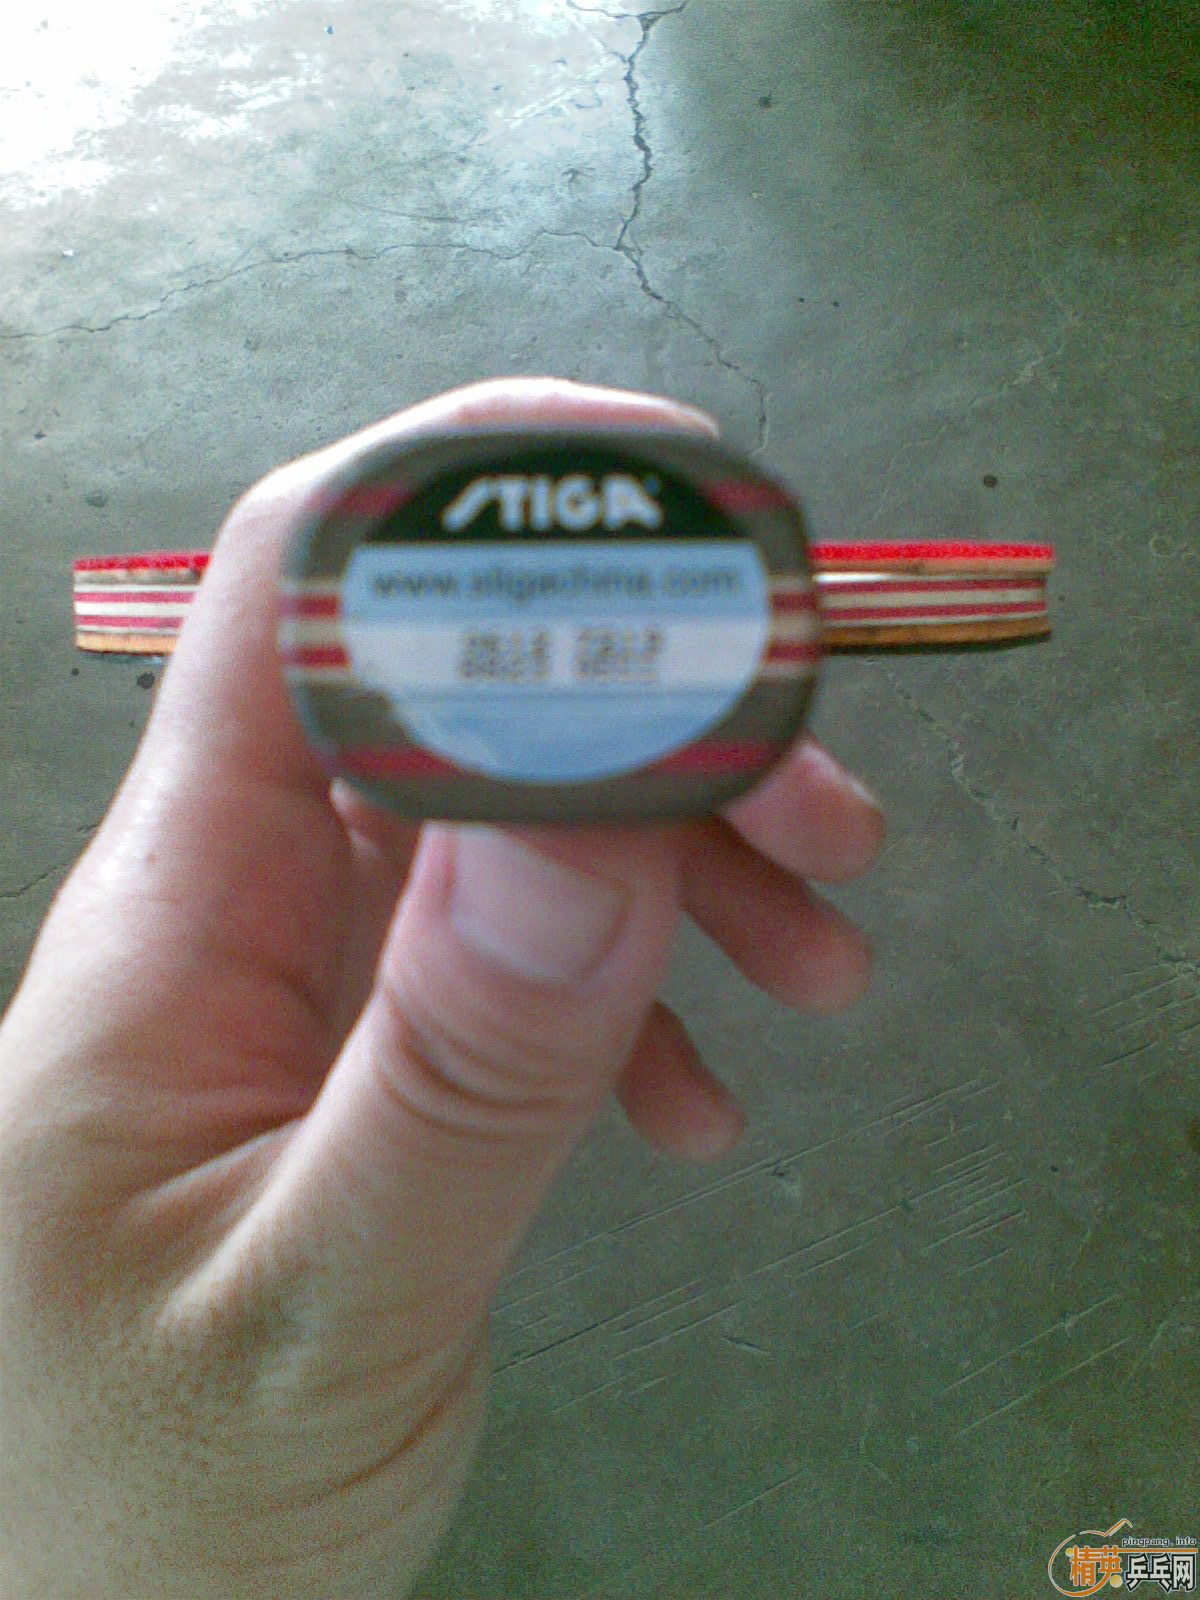 STIGA
www.stigachina.com
pingpang.info
精英乒乓网